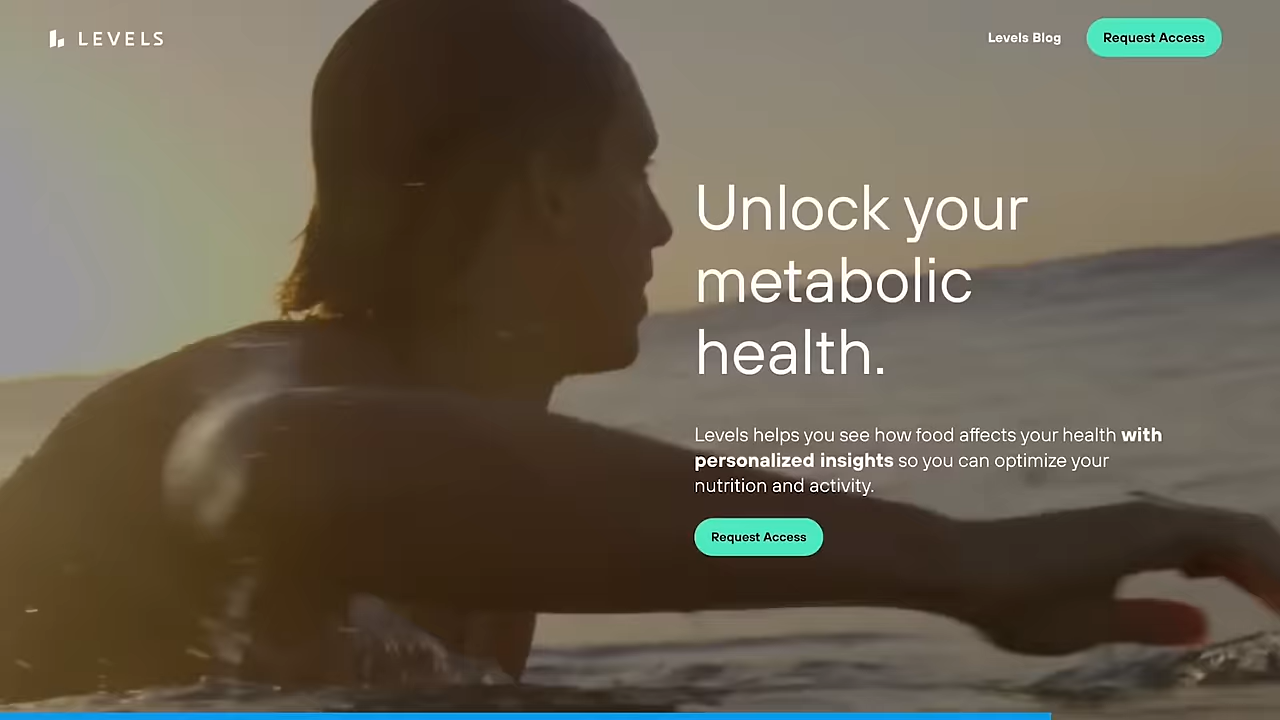 LEVELS
Levels Blog
Request Access
Unlock your
metabolic
health.
Levels helps you see how food affects your health with
personalized insights so you can optimize your
nutrition and activity.
Request Access